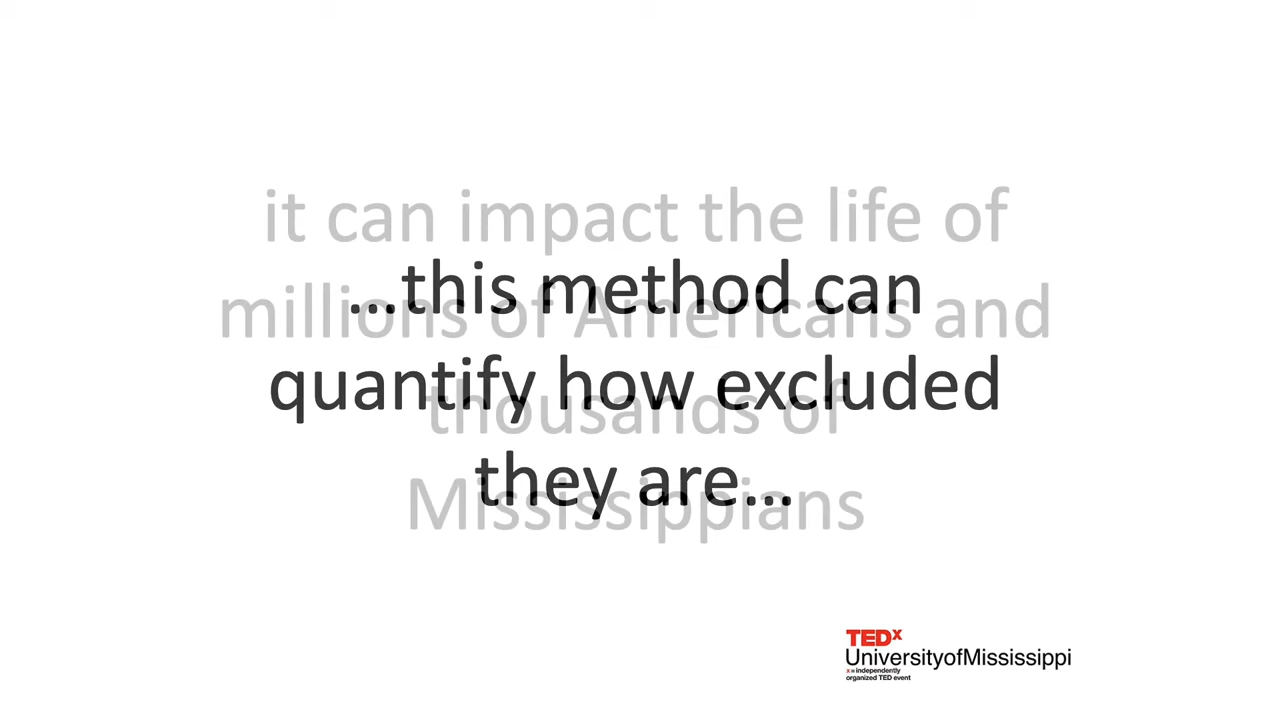 it can impact the life of
millions of Americans and
thousands of
Mississippians
...this method can
quantify how excluded
they are...
TEDx
UniversityofMississippi
x = independently
organized TED event